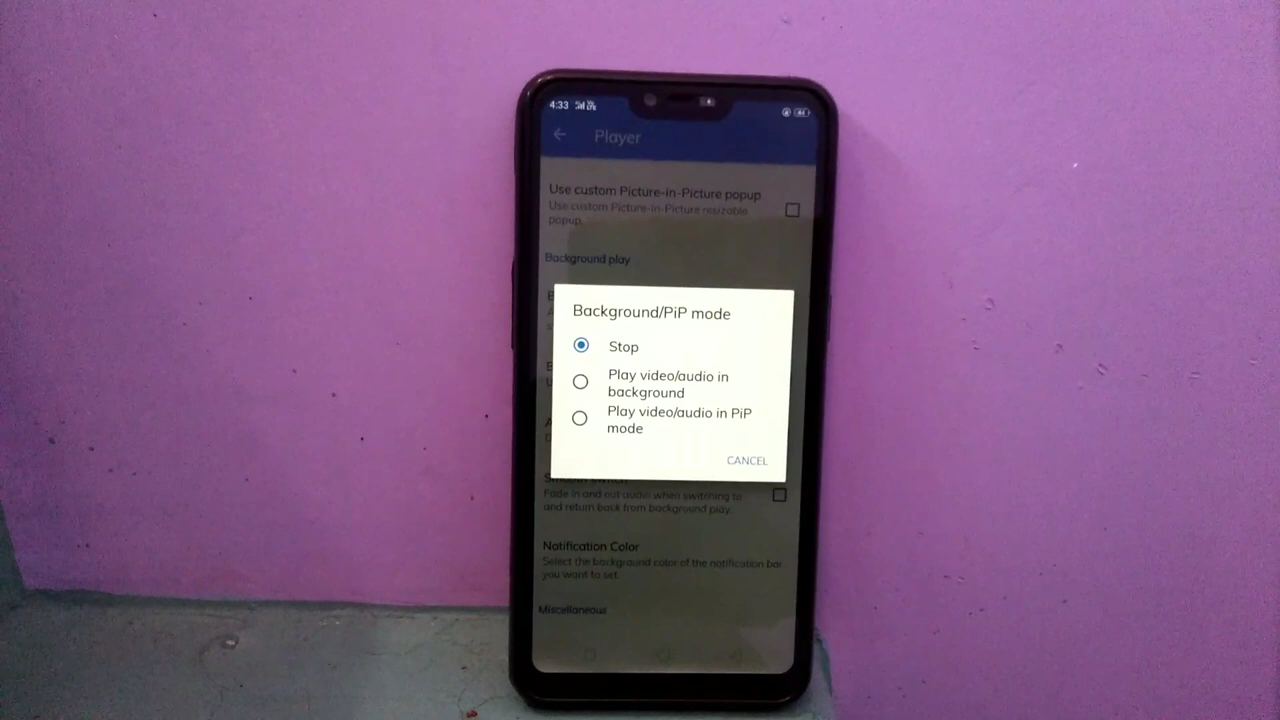 4:33
Player
Use custom Picture-in-Picture popup
Use custom Picture-in-Picture resizable
popup.
Background play
Background/PiP mode
Stop
Play video/audio in
background
Play video/audio in PiP
mode
CANCEL
Fade in and out audio when switching to
and return back from background play.
Notification Color
Select the background color of the notification bar
you want to set.
Miscellaneous